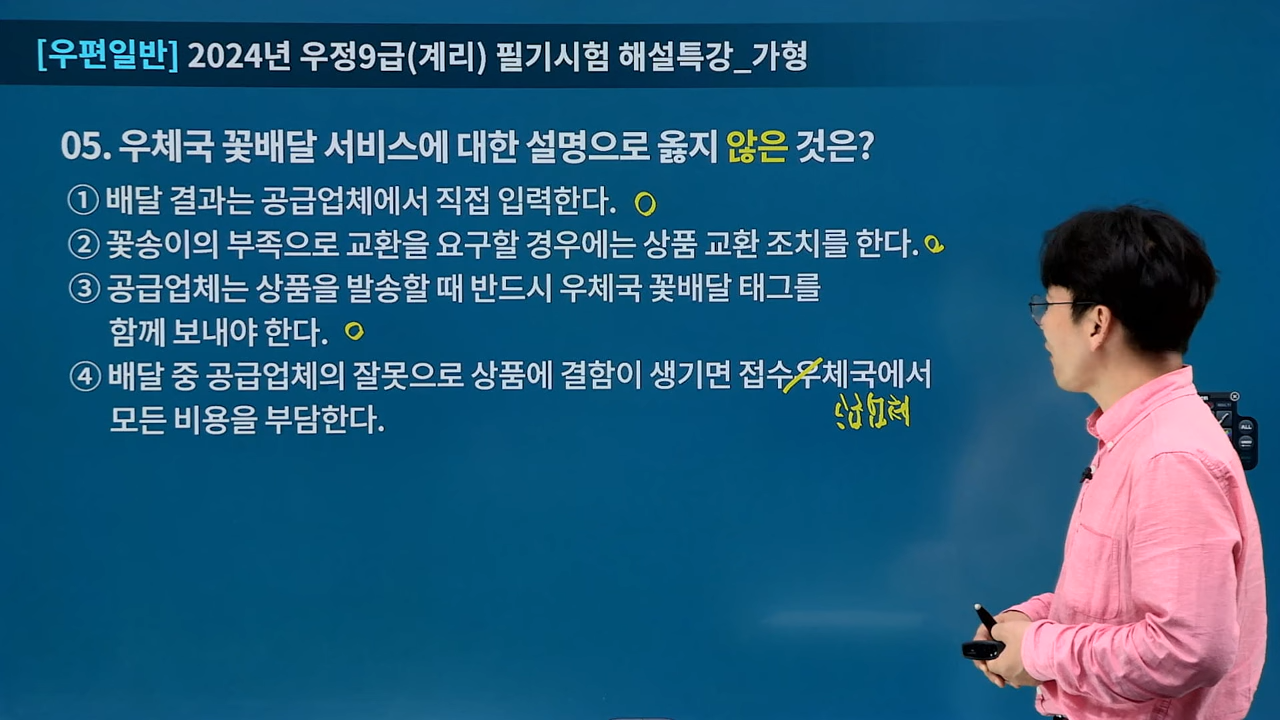 [우편일반] 2024년 우정9급(계리) 필기시험 해설특강_가형
05. 우체국 꽃배달 서비스에 대한 설명으로 옳지 않은 것은?
① 배달 결과는 공급업체에서 직접 입력한다.
② 꽃송이의 부족으로 교환을 요구할 경우에는 상품 교환 조치를 한다.
③ 공급업체는 상품을 발송할 때 반드시 우체국 꽃배달 태그를
함께 보내야 한다.
④ 배달 중 공급업체의 잘못으로 상품에 결함이 생기면 접수우체국에서
모든 비용을 부담한다.
ALL